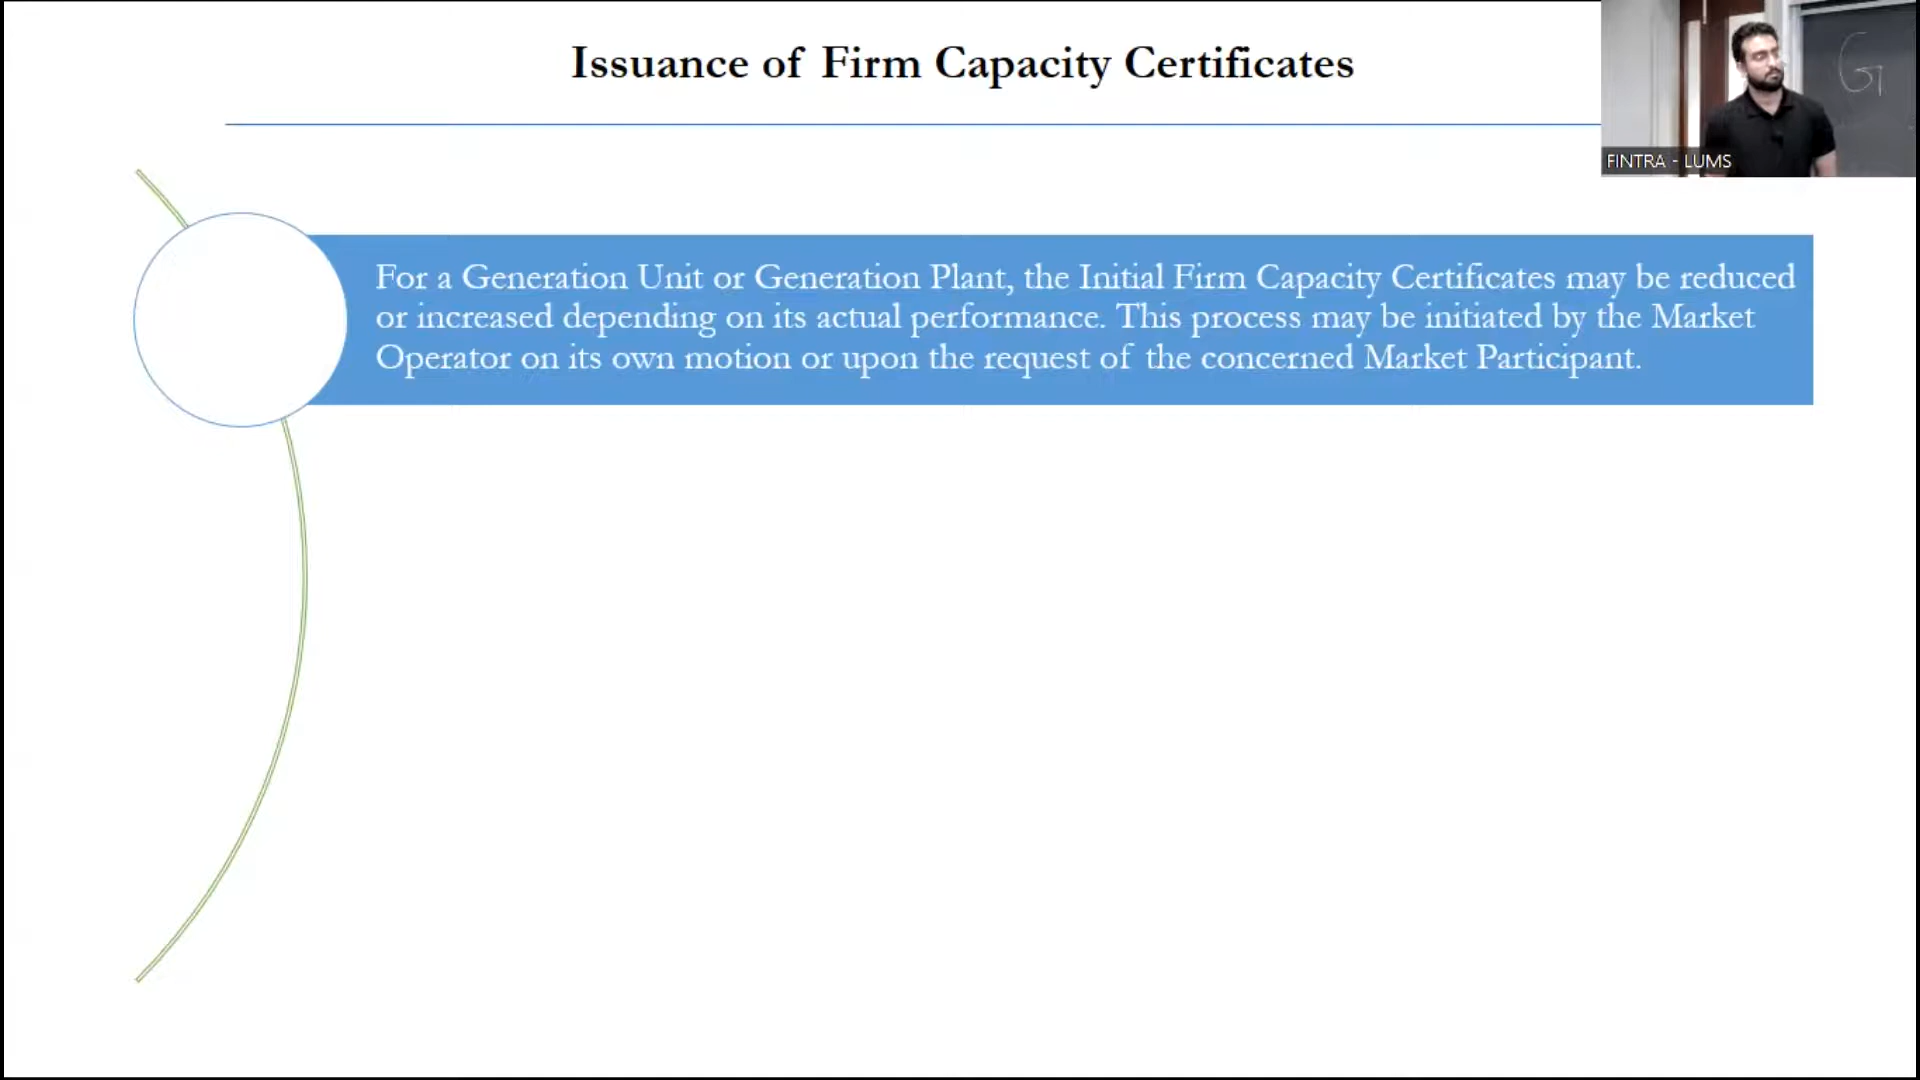 Issuance of Firm Capacity Certificates
G
FINTRA - LUMS
For a Generation Unit or Generation Plant, the Initial Firm Capacity Certificates may be reduced
or increased depending on its actual performance. This process may be initiated by the Market
Operator on its own motion or upon the request of the concerned Market Participant.